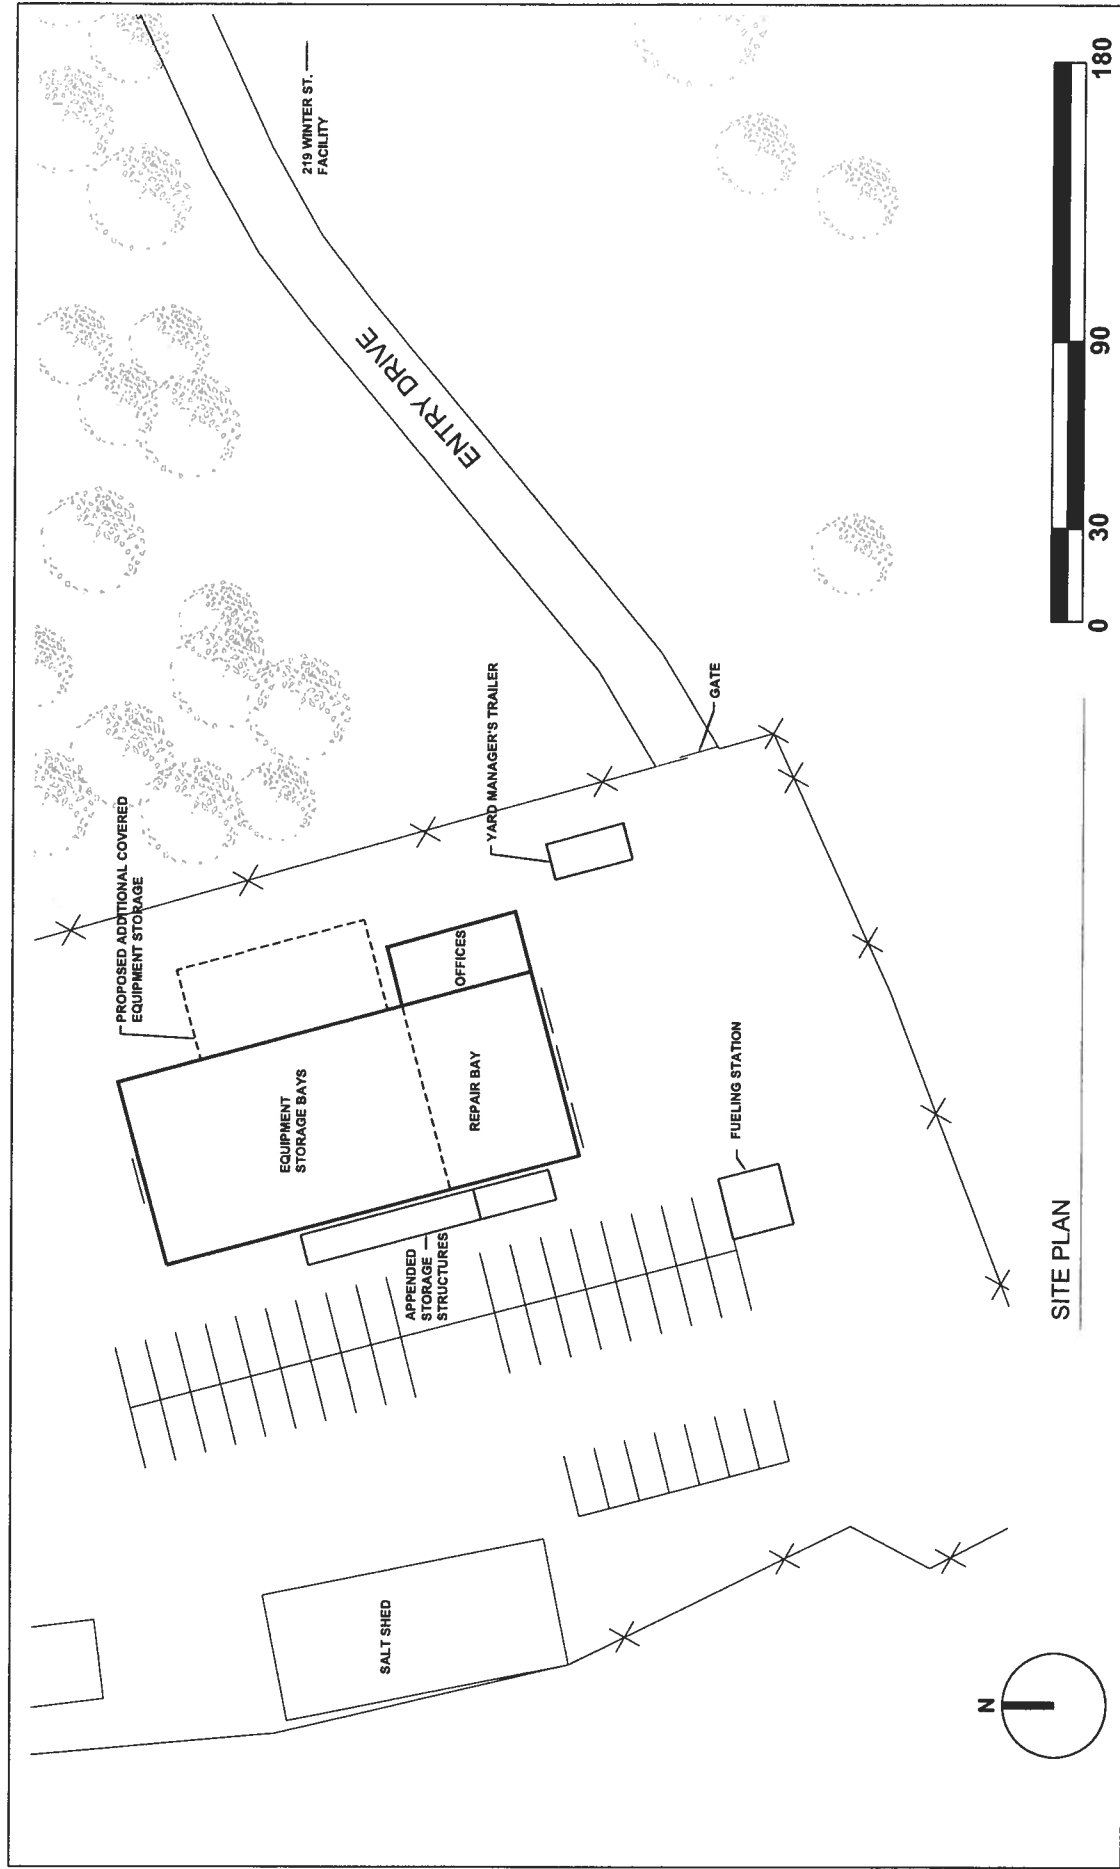 219 WINTER ST.
FACILITY
ENTRY DRIVE
PROPOSED ADDITIONAL COVERED
EQUIPMENT STORAGE
YARD MANAGER'S TRAILER
GATE
OFFICES
EQUIPMENT
STORAGE BAYS
REPAIR BAY
FUELING STATION
APPENDED
STORAGE
STRUCTURES
SALT SHED
N
SITE PLAN
0 30 90 180